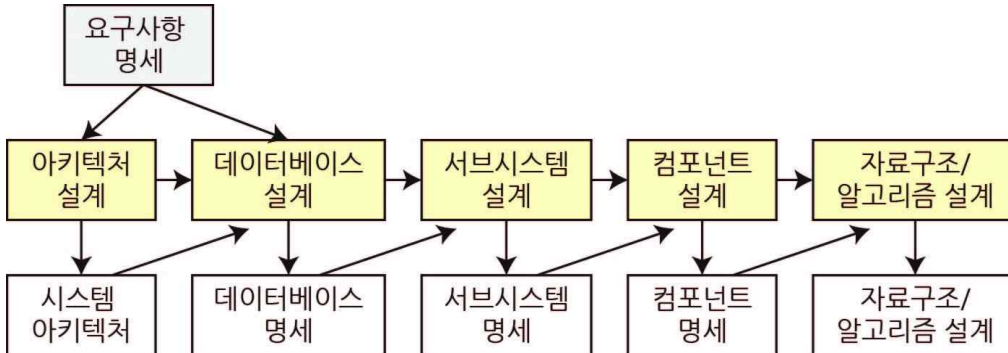 요구사항
명세
아키텍처
설계
데이터베이스
설계
서브시스템
설계
컴포넌트
설계
자료구조/
알고리즘 설계
시스템
아키텍처
데이터베이스
명세
서브시스템
명세
컴포넌트
명세
자료구조/
알고리즘 설계